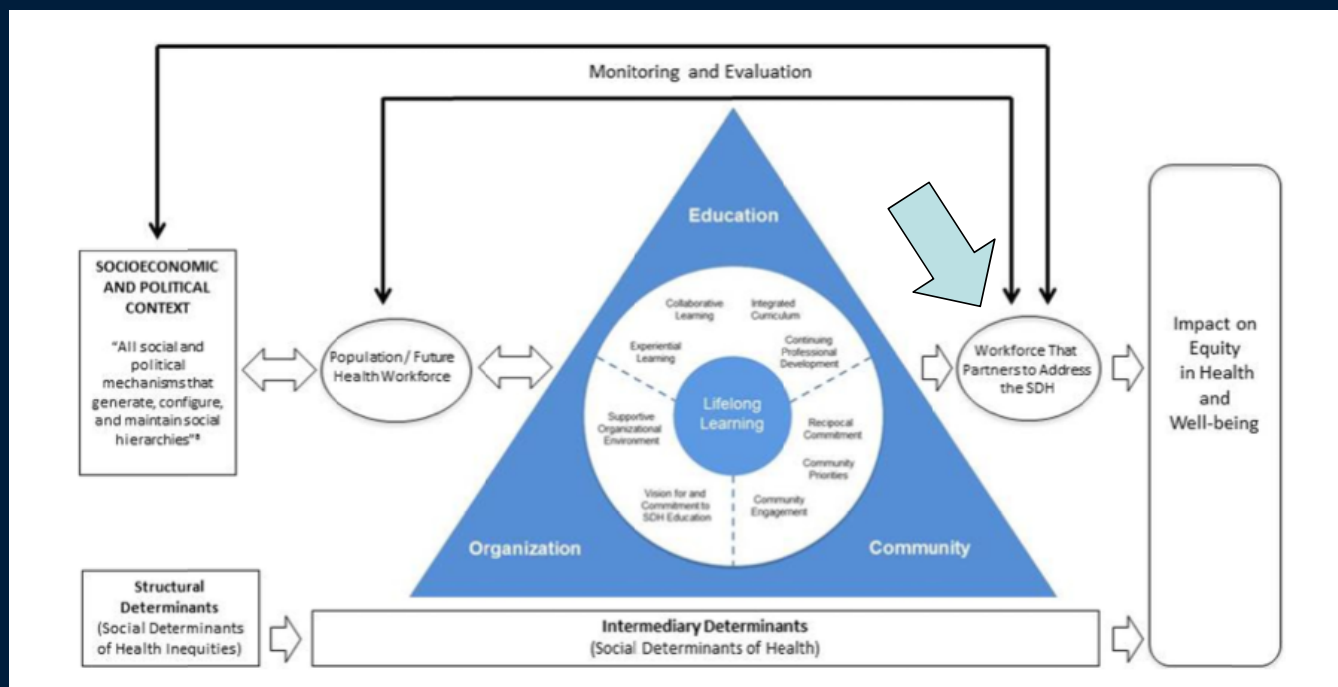 Monitoring and Evaluation
SOCIOECONOMIC
AND POLITICAL
CONTEXT
"All social and
political
mechanisms that
generate, configure,
and maintain social
hierarchies"⁸
Population / Future
Health Workforce
Education
Collaborative
Learning
Integrated
Curriculum
Experiential
Learning
Continuing
Professional
Development
Lifelong
Learning
Supportive
Organizational
Environment
Reciprocal
Commitment
Community
Priorities
Vision for and
Commitment to
SDH Education
Community
Engagement
Organization
Community
Workforce That
Partners to Address
the SDH
Impact on
Equity
in Health
and
Well-being
Structural
Determinants
(Social Determinants
of Health Inequities)
Intermediary Determinants
(Social Determinants of Health)